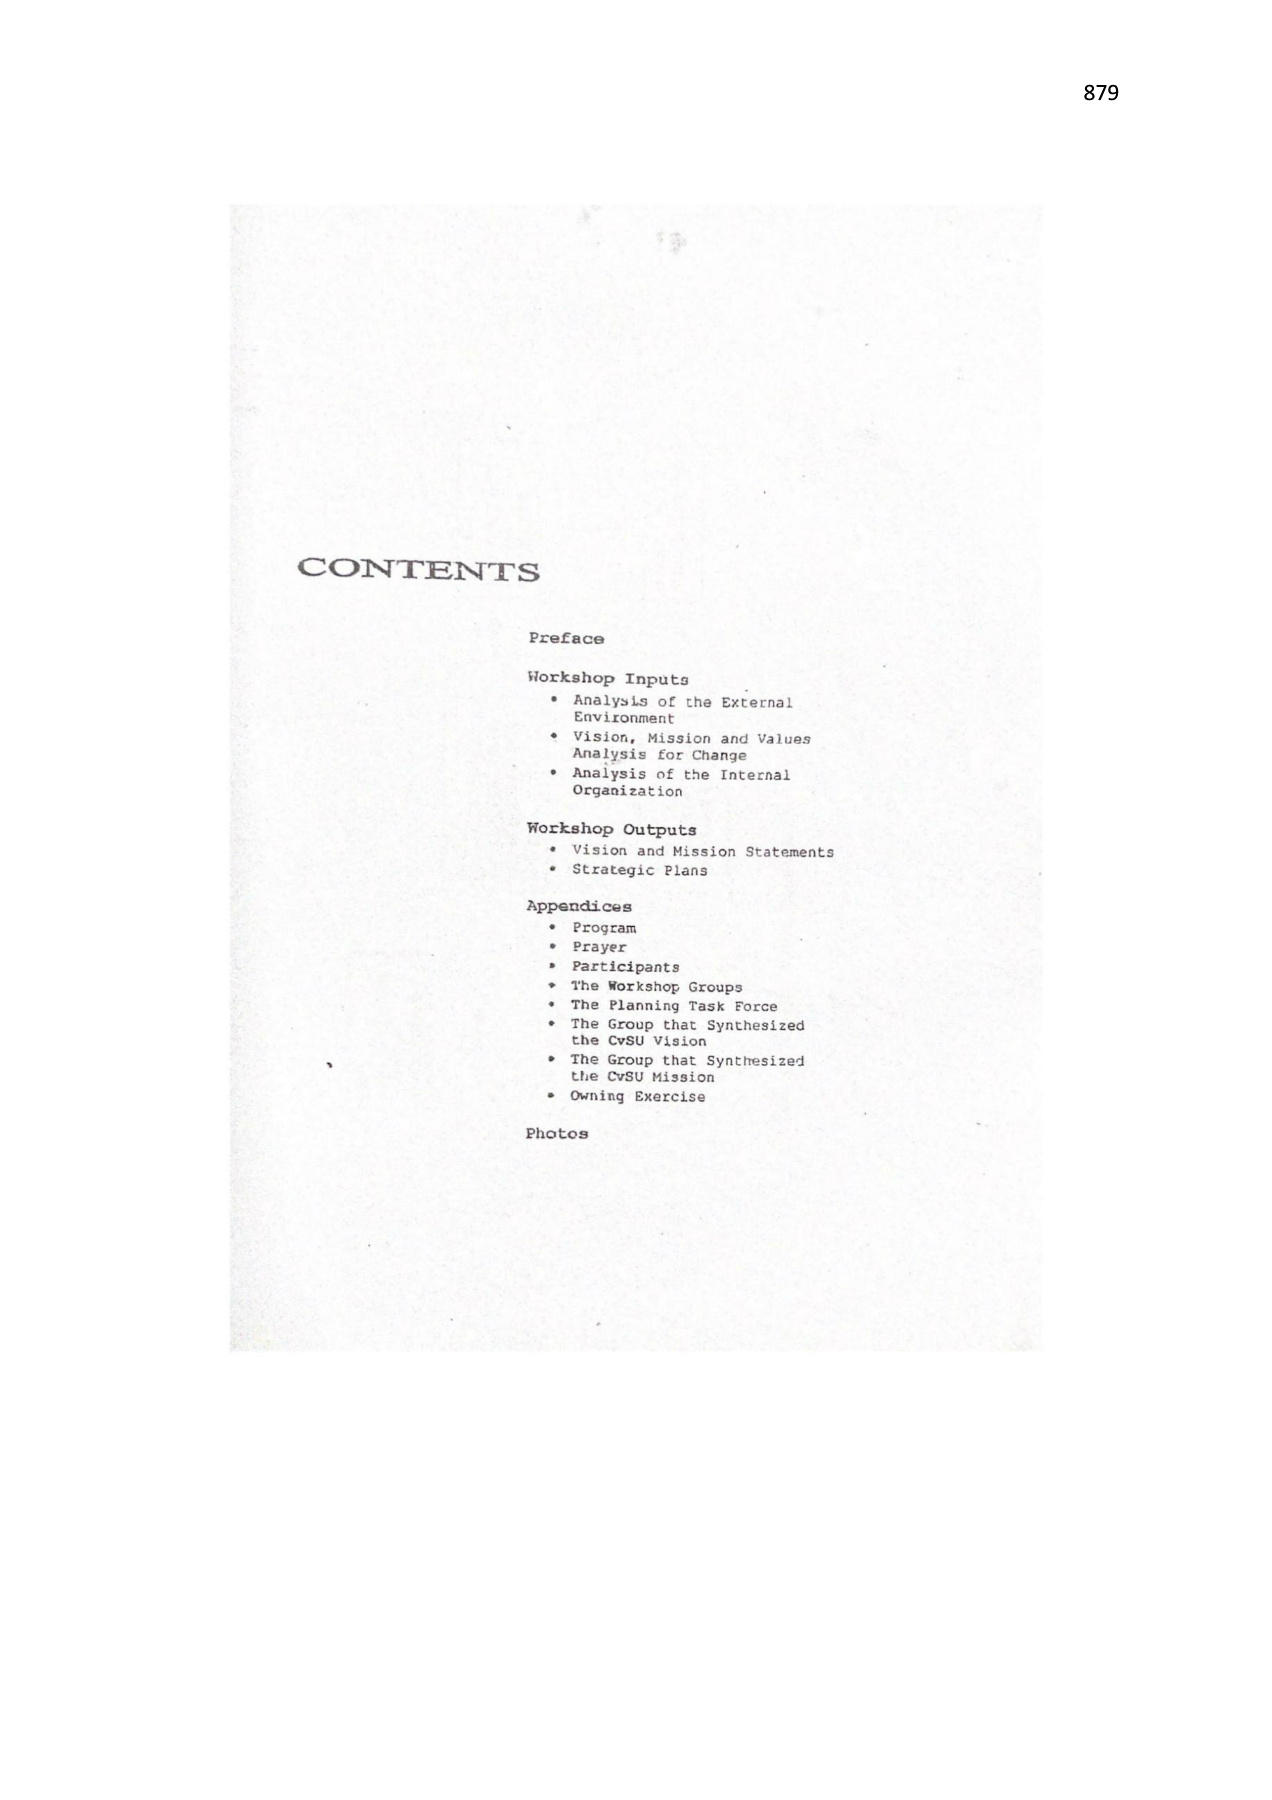 879
CONTENTS
Preface
Workshop Inputs
• Analysis of the External
Environment
• Vision, Mission and Values
Analysis for Change
• Analysis of the Internal
Organization
Workshop Outputs
• Vision and Mission Statements
• Strategic Plans
Appendices
• Program
• Prayer
• Participants
• The Workshop Groups
• The Planning Task Force
• The Group that Synthesized
the CvSU Vision
• The Group that Synthesized
the CvSU Mission
• Owning Exercise
Photos